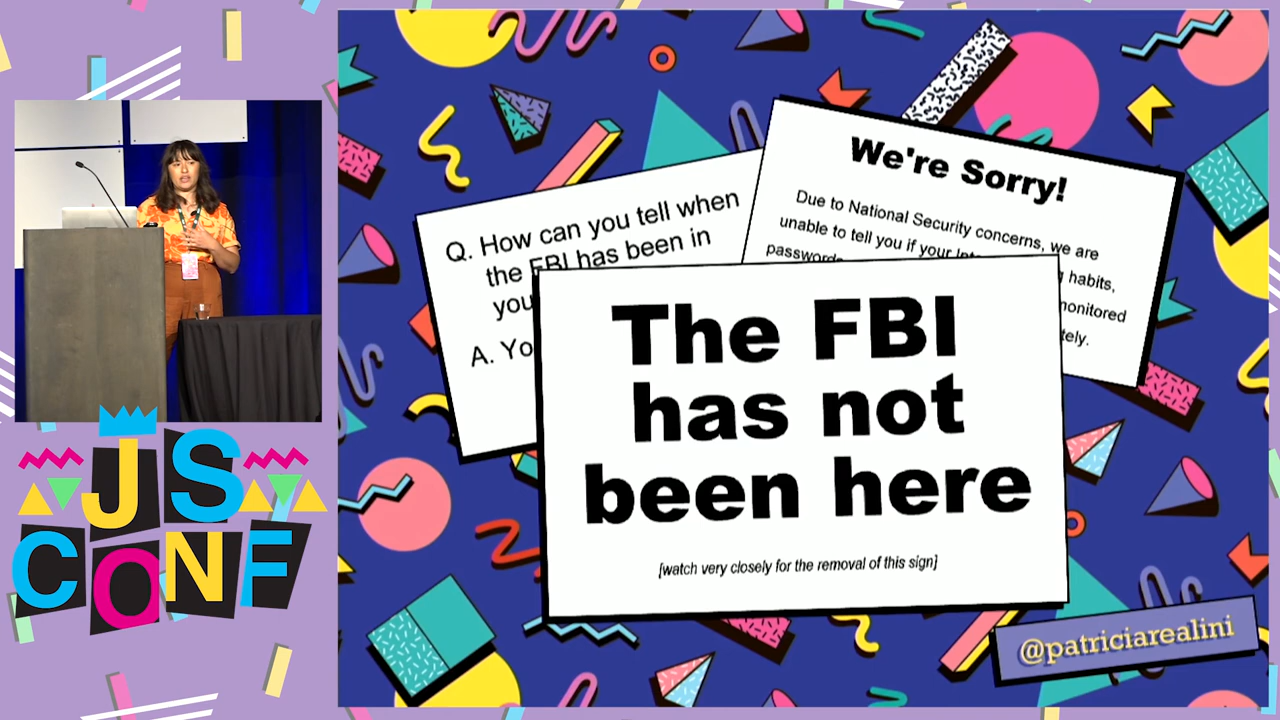 JS
CONF
Q. How can you tell when
the FBI has been in
you
A. Yo
We're Sorry!
Due to National Security concerns, we are
unable to tell you if your
habits,
monitored
The FBI
has not
been here
[watch very closely for the removal of this sign]
@patriciarealini